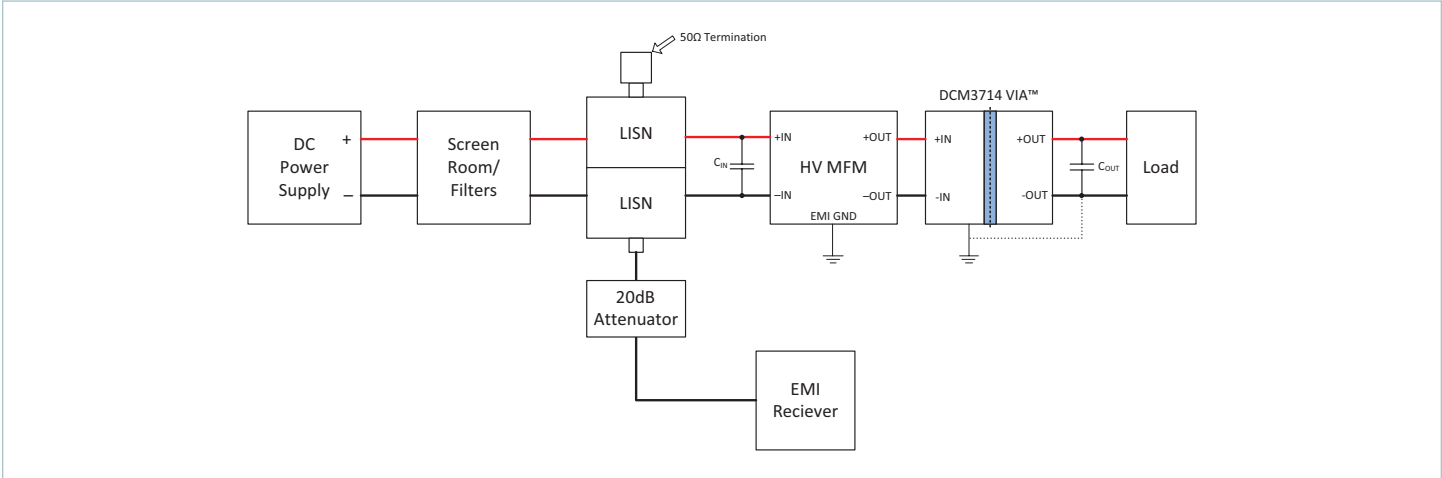 50Ω Termination
DCM3714 VIA™
DC
Power
Supply
+
–
Screen
Room/
Filters
LISN
LISN
CIN
+IN
–IN
+OUT
–OUT
HV MFM
EMI GND
+IN
-IN
+OUT
-OUT
COUT
Load
20dB
Attenuator
EMI
Reciever